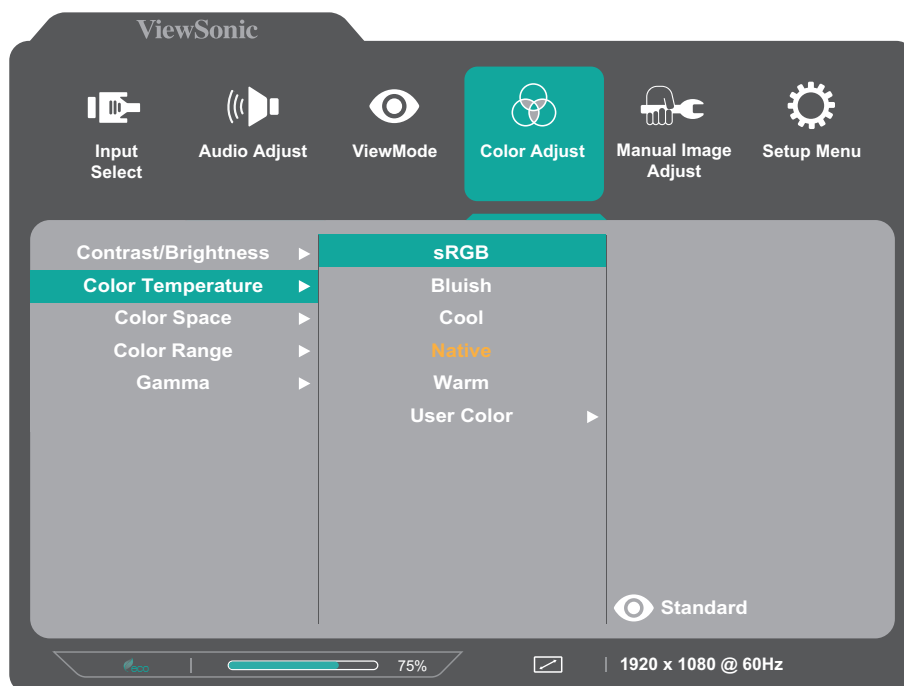 ViewSonic
Input Select
Audio Adjust
ViewMode
Color Adjust
Manual Image Adjust
Setup Menu
Contrast/Brightness
Color Temperature
Color Space
Color Range
Gamma
sRGB
Bluish
Cool
Native
Warm
User Color
Standard
eco
75%
1920 x 1080 @ 60Hz